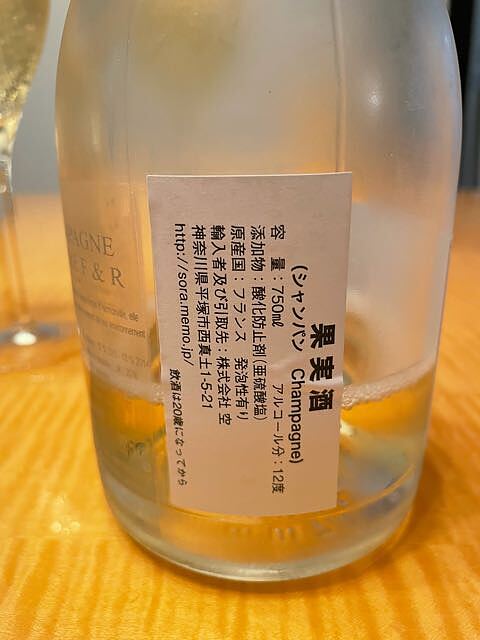 果実酒
(シャンパン Champagne)
アルコール分：12度
容　量：750mℓ
添加物：酸化防止剤(亜硫酸塩)
原産国：フランス 発泡性有り
輸入者及び引取先：株式会社 空
神奈川県平塚市西真土1-5-21
http://sora.memo.jp/
飲酒は20歳になってから
AGNE
F & R